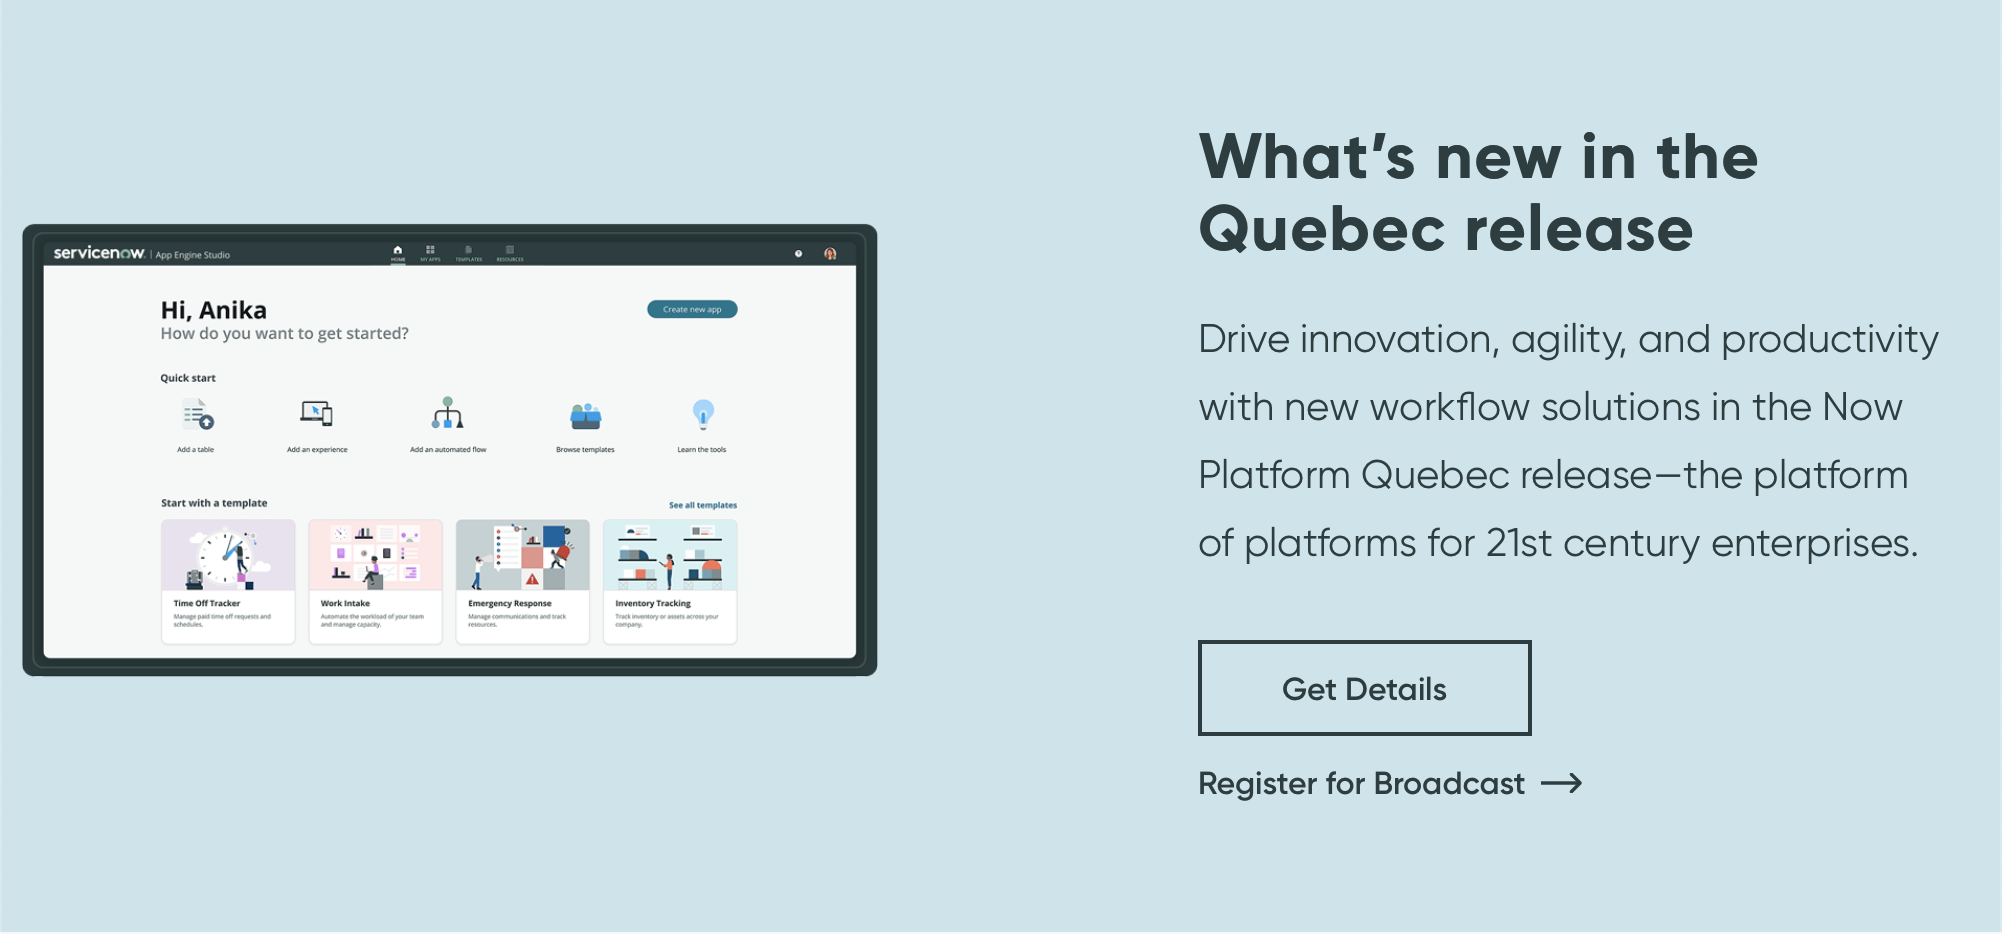 servicenow. | App Engine Studio
HOME
MY APPS
TEMPLATES
RESOURCES
Hi, Anika
Create new app
How do you want to get started?
Quick start
Add a table
Add an experience
Add an automated flow
Browse templates
Learn the tools
Start with a template
See all templates
Time Off Tracker
Manage paid time off requests and
schedules.
Work Intake
Automate the workload of your team
and manage capacity.
Emergency Response
Manage communications and track
resources.
Inventory Tracking
Track inventory or assets across your
company.
What’s new in the
Quebec release
Drive innovation, agility, and productivity
with new workflow solutions in the Now
Platform Quebec release—the platform
of platforms for 21st century enterprises.
Get Details
Register for Broadcast →